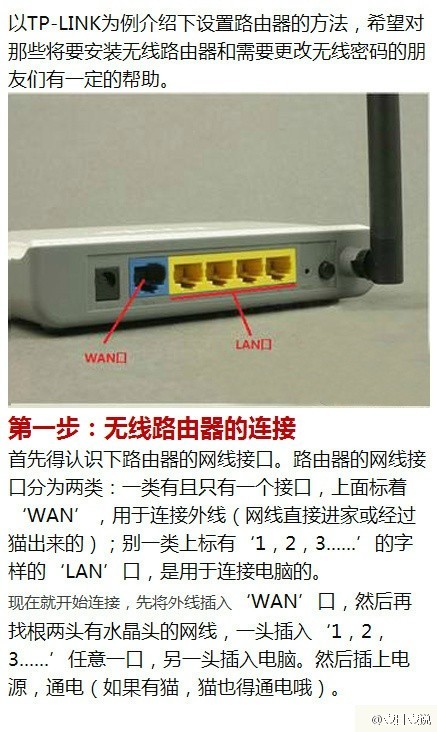 以TP-LINK为例介绍下设置路由器的方法，希望对
那些将要安装无线路由器和需要更改无线密码的朋
友们有一定的帮助。
WAN口
LAN口
第一步：无线路由器的连接
首先得认识下路由器的网线接口。路由器的网线接
口分为两类：一类有且只有一个接口，上面标着
‘WAN’，用于连接外线（网线直接进家或经过
猫出来的）；别一类上标有‘1，2，3……’的字
样的‘LAN’口，是用于连接电脑的。
现在就开始连接，先将外线插入‘WAN’口，然后再
找根两头有水晶头的网线，一头插入‘1，2，
3……’任意一口，另一头插入电脑。然后插上电
源，通电（如果有猫，猫也得通电哦）。